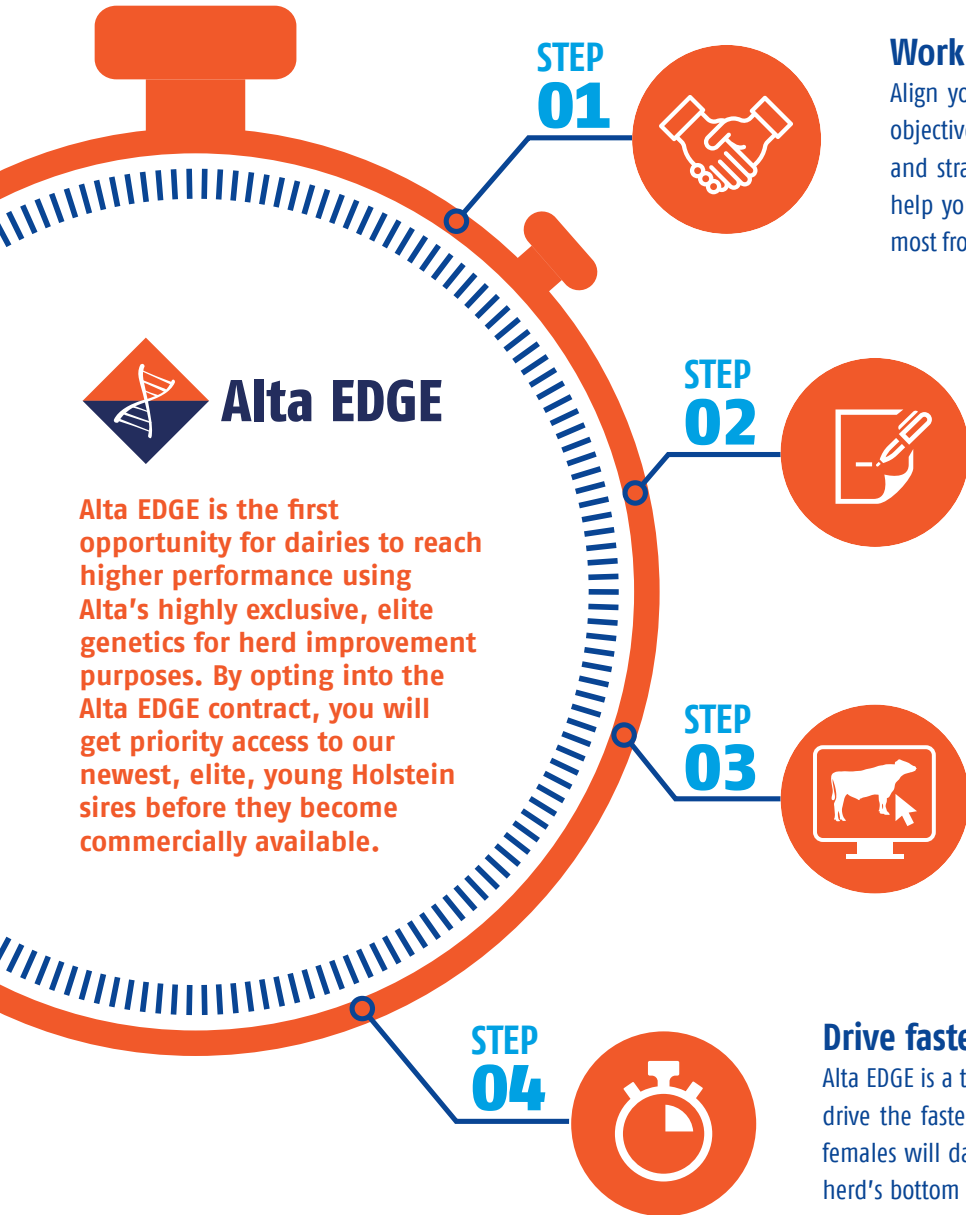 STEP
01
Work
Align yo
objective
and stra
help yo
most fro
STEP
02
Alta EDGE
Alta EDGE is the first
opportunity for dairies to reach
higher performance using
Alta's highly exclusive, elite
genetics for herd improvement
purposes. By opting into the
Alta EDGE contract, you will
get priority access to our
newest, elite, young Holstein
sires before they become
commercially available.
STEP
03
STEP
04
Drive faste
Alta EDGE is a t
drive the faste
females will da
herd's bottom